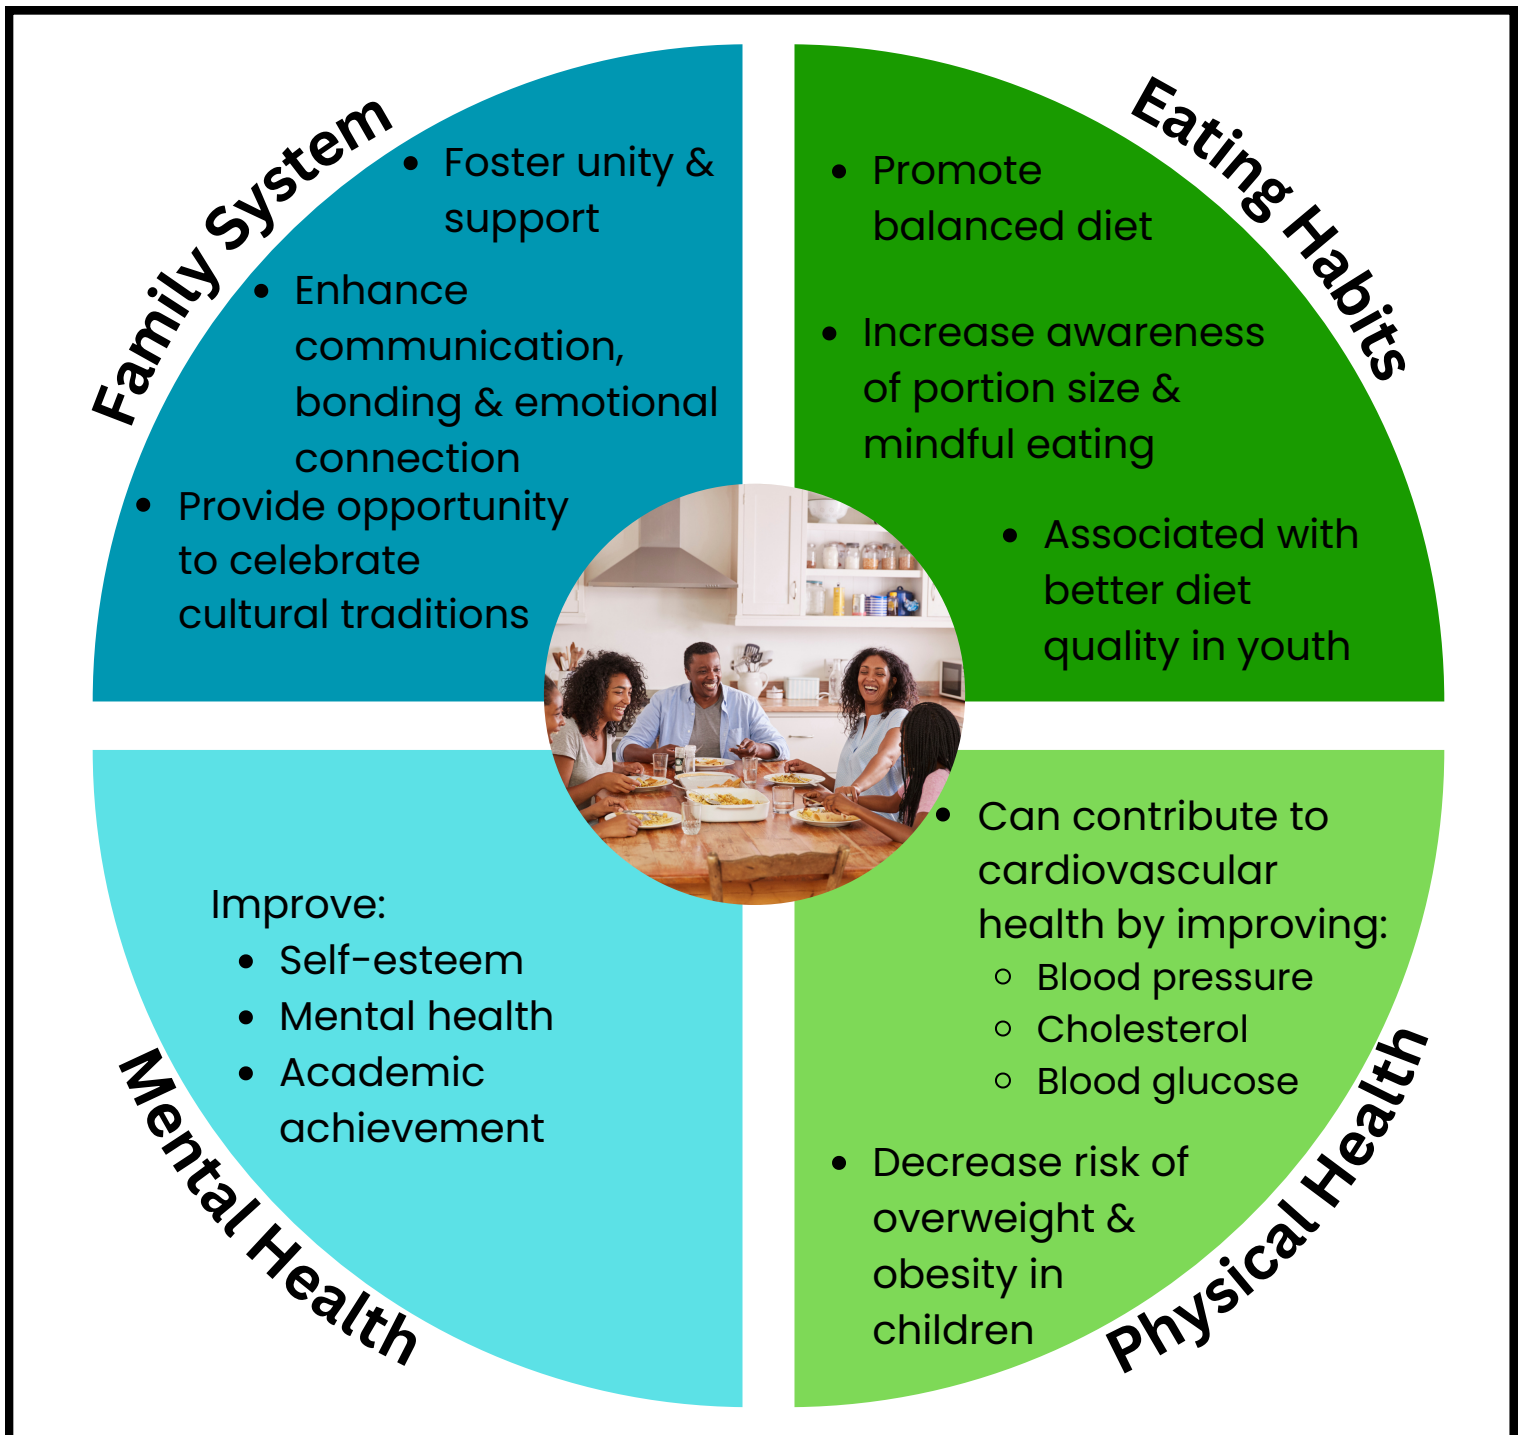 Family System
• Foster unity &
support
• Enhance
communication,
bonding & emotional
connection
• Provide opportunity
to celebrate
cultural traditions
Eating Habits
• Promote
balanced diet
• Increase awareness
of portion size &
mindful eating
• Associated with
better diet
quality in youth
Mental Health
Improve:
• Self-esteem
• Mental health
• Academic
achievement
Physical Health
• Can contribute to
cardiovascular
health by improving:
○ Blood pressure
○ Cholesterol
○ Blood glucose
• Decrease risk of
overweight &
obesity in
children